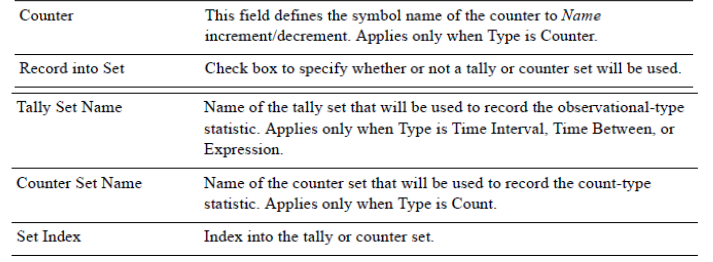 Counter This field defines the symbol name of the counter to Name
increment/decrement. Applies only when Type is Counter.
Record into Set Check box to specify whether or not a tally or counter set will be used.
Tally Set Name Name of the tally set that will be used to record the observational-type
statistic. Applies only when Type is Time Interval, Time Between, or
Expression.
Counter Set Name Name of the counter set that will be used to record the count-type
statistic. Applies only when Type is Count.
Set Index Index into the tally or counter set.